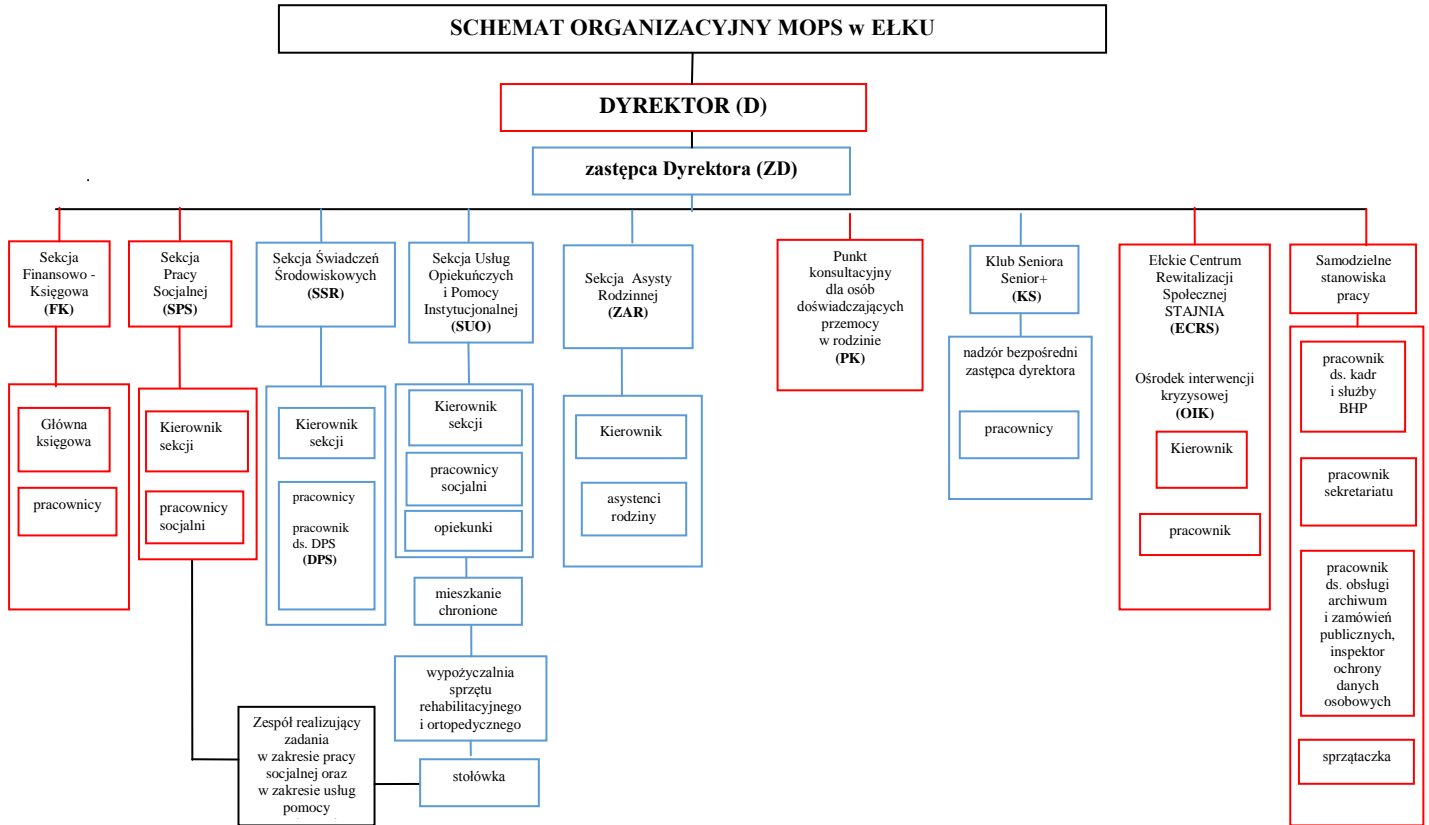 SCHEMAT ORGANIZACYJNY MOPS w EŁKU
DYREKTOR (D)
zastępca Dyrektora (ZD)
.
Sekcja
Finansowo -
Księgowa
(FK)
Główna
księgowa
pracownicy
Sekcja
Pracy
Socjalnej
(SPS)
Kierownik
sekcji
pracownicy
socjalni
Sekcja Świadczeń
Środowiskowych
(SSR)
Kierownik
sekcji
pracownicy
pracownik
ds. DPS
(DPS)
Sekcja Usług
Opiekuńczych
i Pomocy
Instytucjonalnej
(SUO)
Kierownik
sekcji
pracownicy
socjalni
opiekunki
mieszkanie
chronione
wypożyczalnia
sprzętu
rehabilitacyjnego
i ortopedycznego
stołówka
Zespół realizujący
zadania
w zakresie pracy
socjalnej oraz
w zakresie usług
pomocy
Sekcja Asysty
Rodzinnej
(ZAR)
Kierownik
asystenci
rodziny
Punkt
konsultacyjny
dla osób
doświadczających
przemocy
w rodzinie
(PK)
Klub Seniora
Senior+
(KS)
nadzór bezpośredni
zastępca dyrektora
pracownicy
Ełckie Centrum
Rewitalizacji
Społecznej
STAJNIA
(ECRS)
Ośrodek interwencji
kryzysowej
(OIK)
Kierownik
pracownik
Samodzielne
stanowiska
pracy
pracownik
ds. kadr
i służby
BHP
pracownik
sekretariatu
pracownik
ds. obsługi
archiwum
i zamówień
publicznych,
inspektor
ochrony
danych
osobowych
sprzątaczka